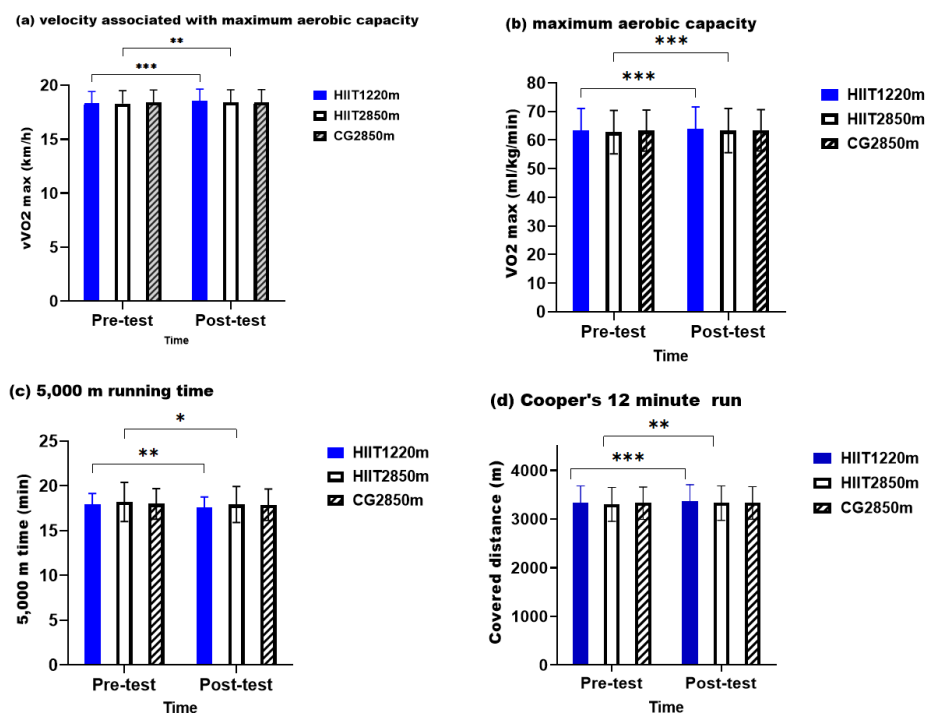 (a) velocity associated with maximum aerobic capacity
**
***
20
15
10
5
0
vVO2 max (km/h)
Pre-test
Post-test
Time
HIIT1220m
HIIT2850m
CG2850m
(b) maximum aerobic capacity
***
***
80
70
60
50
40
30
20
10
0
VO2 max (ml/kg/min)
Pre-test
Post-test
Time
HIIT1220m
HIIT2850m
CG2850m
(c) 5,000 m running time
*
**
25
20
15
10
5
0
5,000 m time (min)
Pre-test
Post-test
Time
HIIT1220m
HIIT2850m
CG2850m
(d) Cooper's 12 minute run
**
***
4000
3000
2000
1000
0
Covered distance (m)
Pre-test
Post-test
Time
HIIT1220m
HIIT2850m
CG2850m